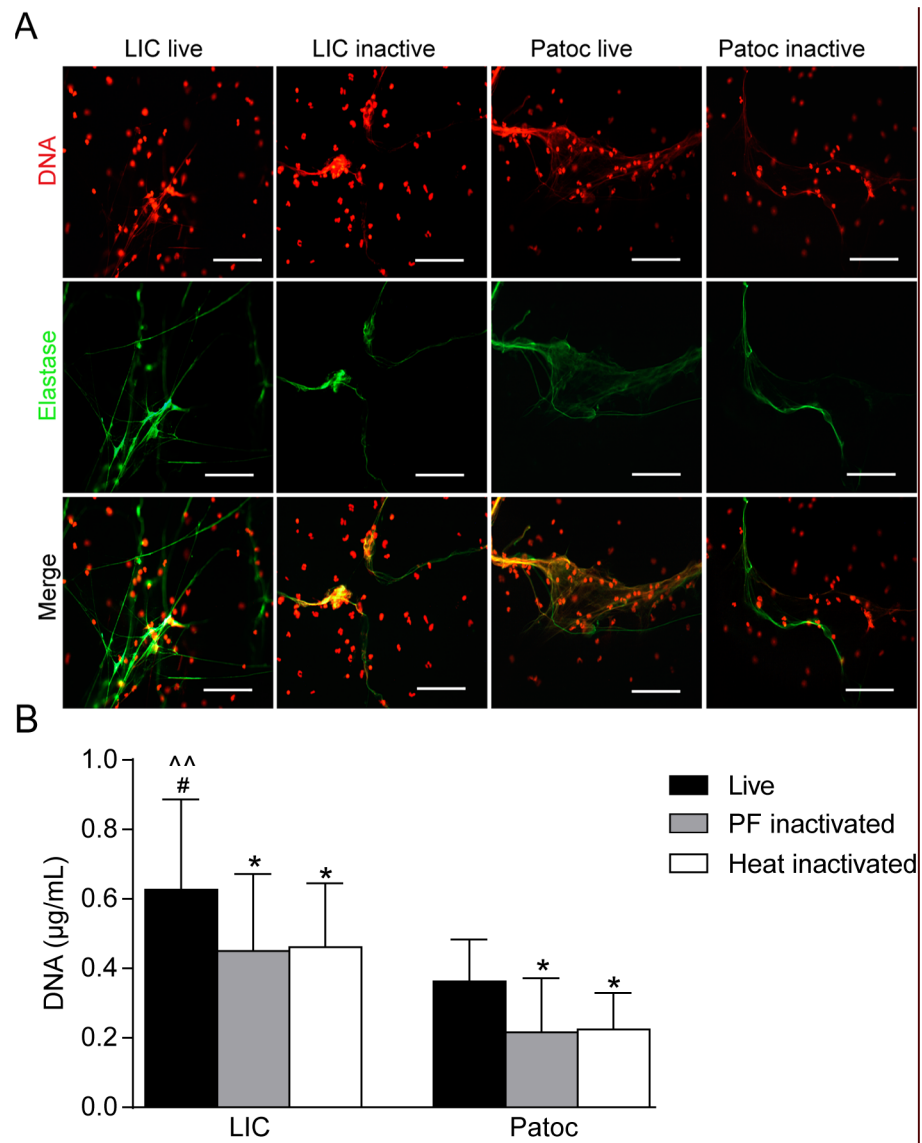 A
LIC live LIC inactive Patoc live Patoc inactive
DNA
Elastase
Merge
B
1.0
0.8
0.6
0.4
0.2
0.0
DNA (µg/mL)
^^
#
* *
* *
Live
PF inactivated
Heat inactivated
LIC Patoc